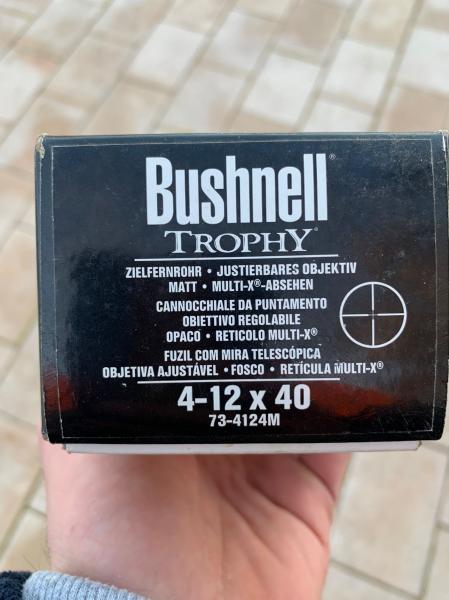 Bushnell®
TROPHY®
ZIELFERNROHR • JUSTIERBARES OBJEKTIV
MATT • MULTI-X®-ABSEHEN
CANNOCCHIALE DA PUNTAMENTO
OBIETTIVO REGOLABILE
OPACO • RETICOLO MULTI-X®
FUZIL COM MIRA TELESCÓPICA
OBJETIVA AJUSTÁVEL • FOSCO • RETÍCULA MULTI-X®
4-12 x 40
73-4124M